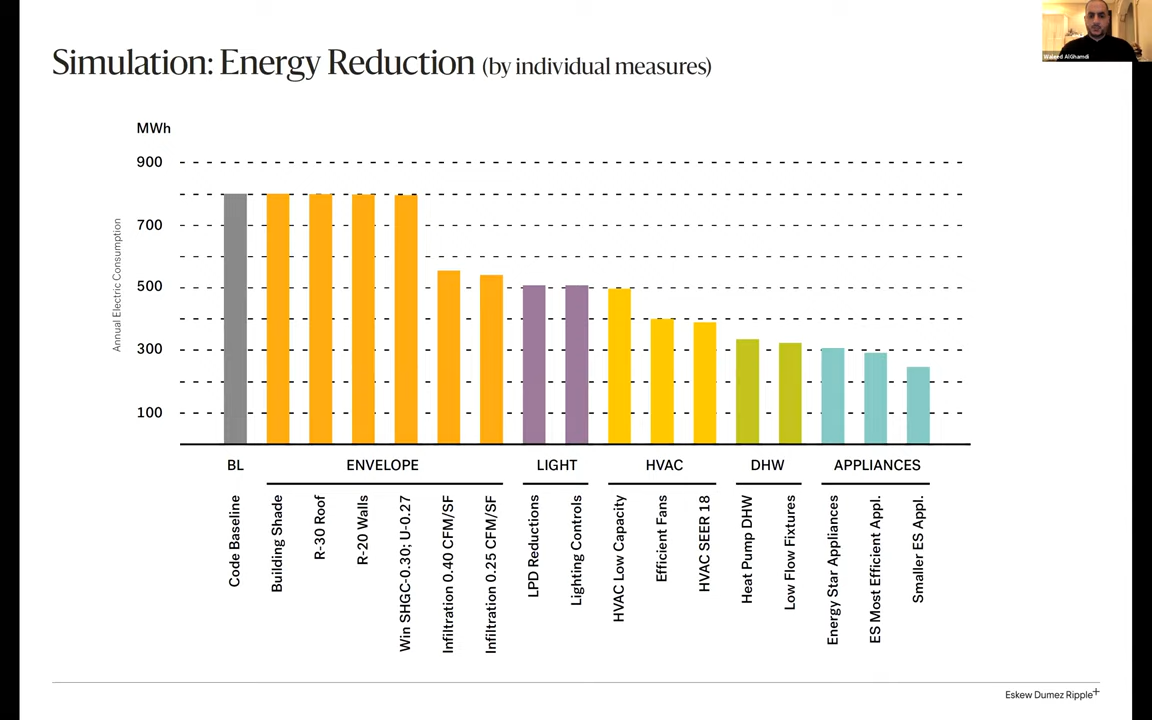 Simulation: Energy Reduction (by individual measures)
Waleed AlGhamdi
MWh
900
700
500
300
100
Annual Electric Consumption
BL
ENVELOPE
LIGHT
HVAC
DHW
APPLIANCES
Code Baseline
Building Shade
R-30 Roof
R-20 Walls
Win SHGC-0.30; U-0.27
Infiltration 0.40 CFM/SF
Infiltration 0.25 CFM/SF
LPD Reductions
Lighting Controls
HVAC Low Capacity
Efficient Fans
HVAC SEER 18
Heat Pump DHW
Low Flow Fixtures
Energy Star Appliances
ES Most Efficient Appl.
Smaller ES Appl.
Eskew Dumez Ripple+